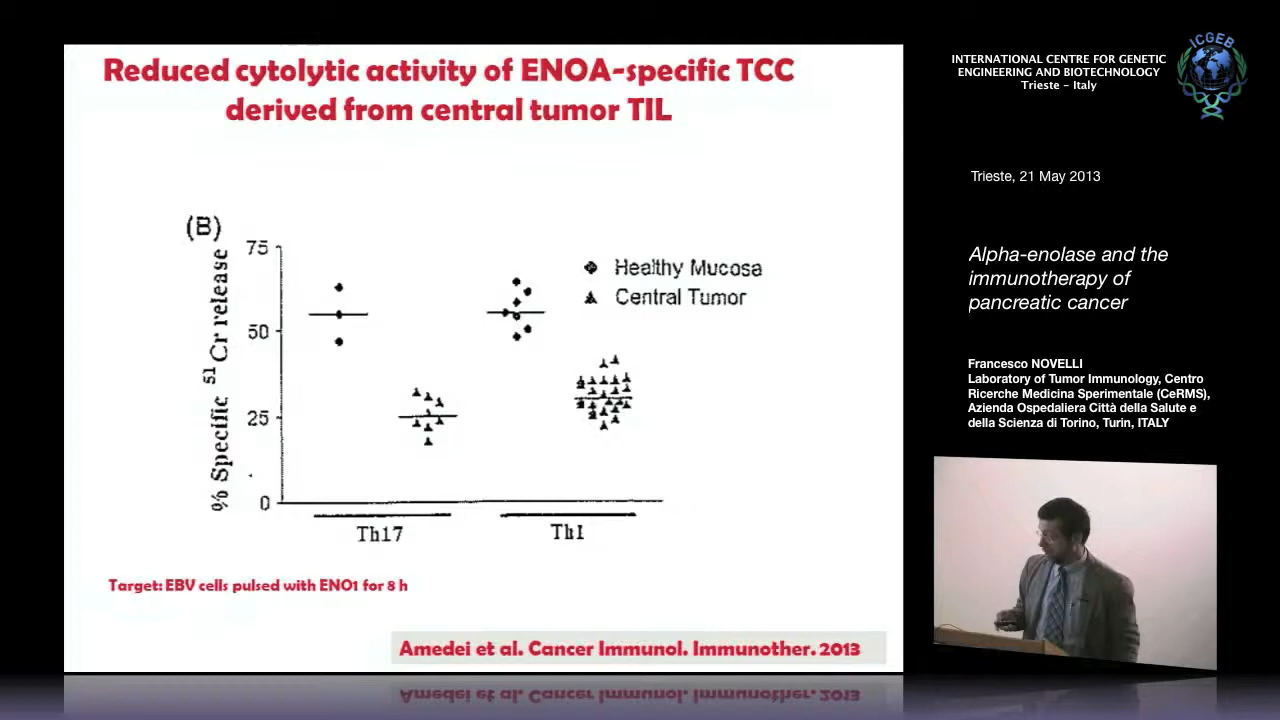 Reduced cytolytic activity of ENOA-specific TCC
derived from central tumor TIL
(B)
% Specific ⁵¹Cr release
75
50
25
0
Healthy Mucosa
Central Tumor
Th17
Th1
Target: EBV cells pulsed with ENO1 for 8 h
Amedei et al. Cancer Immunol. Immunother. 2013
INTERNATIONAL CENTRE FOR GENETIC
ENGINEERING AND BIOTECHNOLOGY
Trieste - Italy
ICGEB
Trieste, 21 May 2013
Alpha-enolase and the
immunotherapy of
pancreatic cancer
Francesco NOVELLI
Laboratory of Tumor Immunology, Centro
Ricerche Medicina Sperimentale (CeRMS),
Azienda Ospedaliera Città della Salute e
della Scienza di Torino, Turin, ITALY